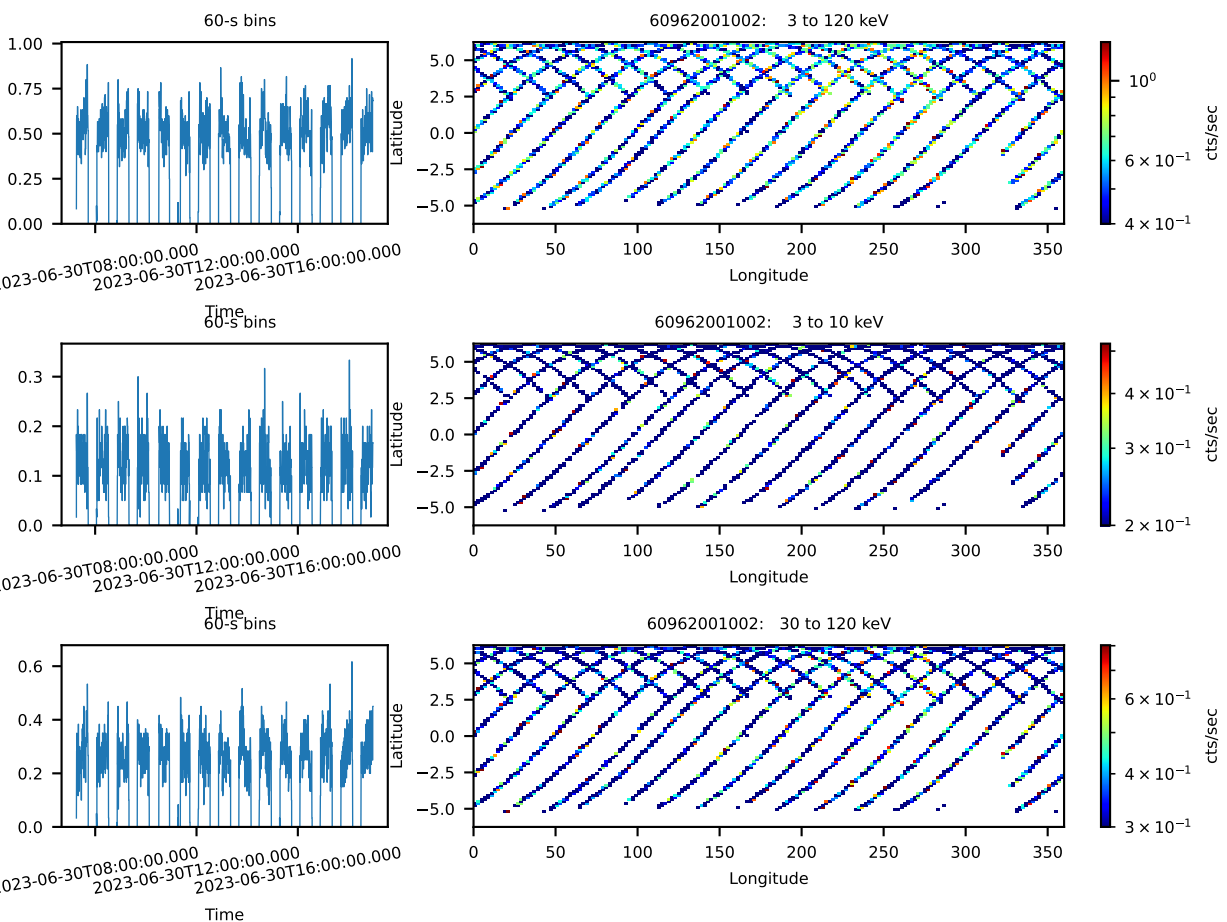 60-s bins
60962001002: 3 to 120 keV
1.00
0.75
0.50
0.25
0.00
Latitude
5.0
2.5
0.0
−2.5
−5.0
10⁰
6 × 10⁻¹
4 × 10⁻¹
cts/sec
023-06-30T08:00:00.000
2023-06-30T12:00:00.000
2023-06-30T16:00:00.000
Time
0 50 100 150 200 250 300 350
Longitude
60-s bins
60962001002: 3 to 10 keV
0.3
0.2
0.1
0.0
Latitude
5.0
2.5
0.0
−2.5
−5.0
4 × 10⁻¹
3 × 10⁻¹
2 × 10⁻¹
cts/sec
023-06-30T08:00:00.000
2023-06-30T12:00:00.000
2023-06-30T16:00:00.000
Time
0 50 100 150 200 250 300 350
Longitude
60-s bins
60962001002: 30 to 120 keV
0.6
0.4
0.2
0.0
Latitude
5.0
2.5
0.0
−2.5
−5.0
6 × 10⁻¹
4 × 10⁻¹
3 × 10⁻¹
cts/sec
023-06-30T08:00:00.000
2023-06-30T12:00:00.000
2023-06-30T16:00:00.000
Time
0 50 100 150 200 250 300 350
Longitude